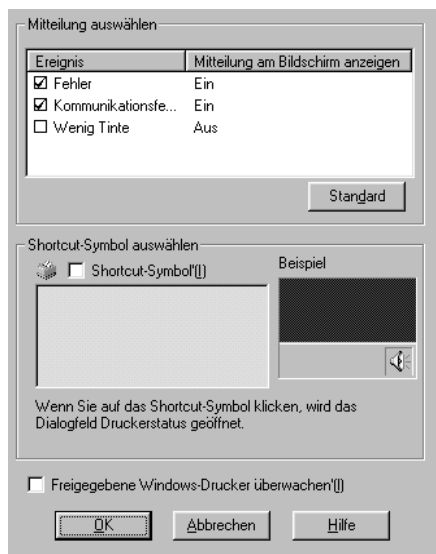 Mitteilung auswählen
Ereignis Mitteilung am Bildschirm anzeigen
Fehler Ein
Kommunikationsfe... Ein
Wenig Tinte Aus
Standard
Shortcut-Symbol auswählen
Shortcut-Symbol'(I) Beispiel
Wenn Sie auf das Shortcut-Symbol klicken, wird das
Dialogfeld Druckerstatus geöffnet.
Freigegebene Windows-Drucker überwachen'(J)
OK Abbrechen Hilfe